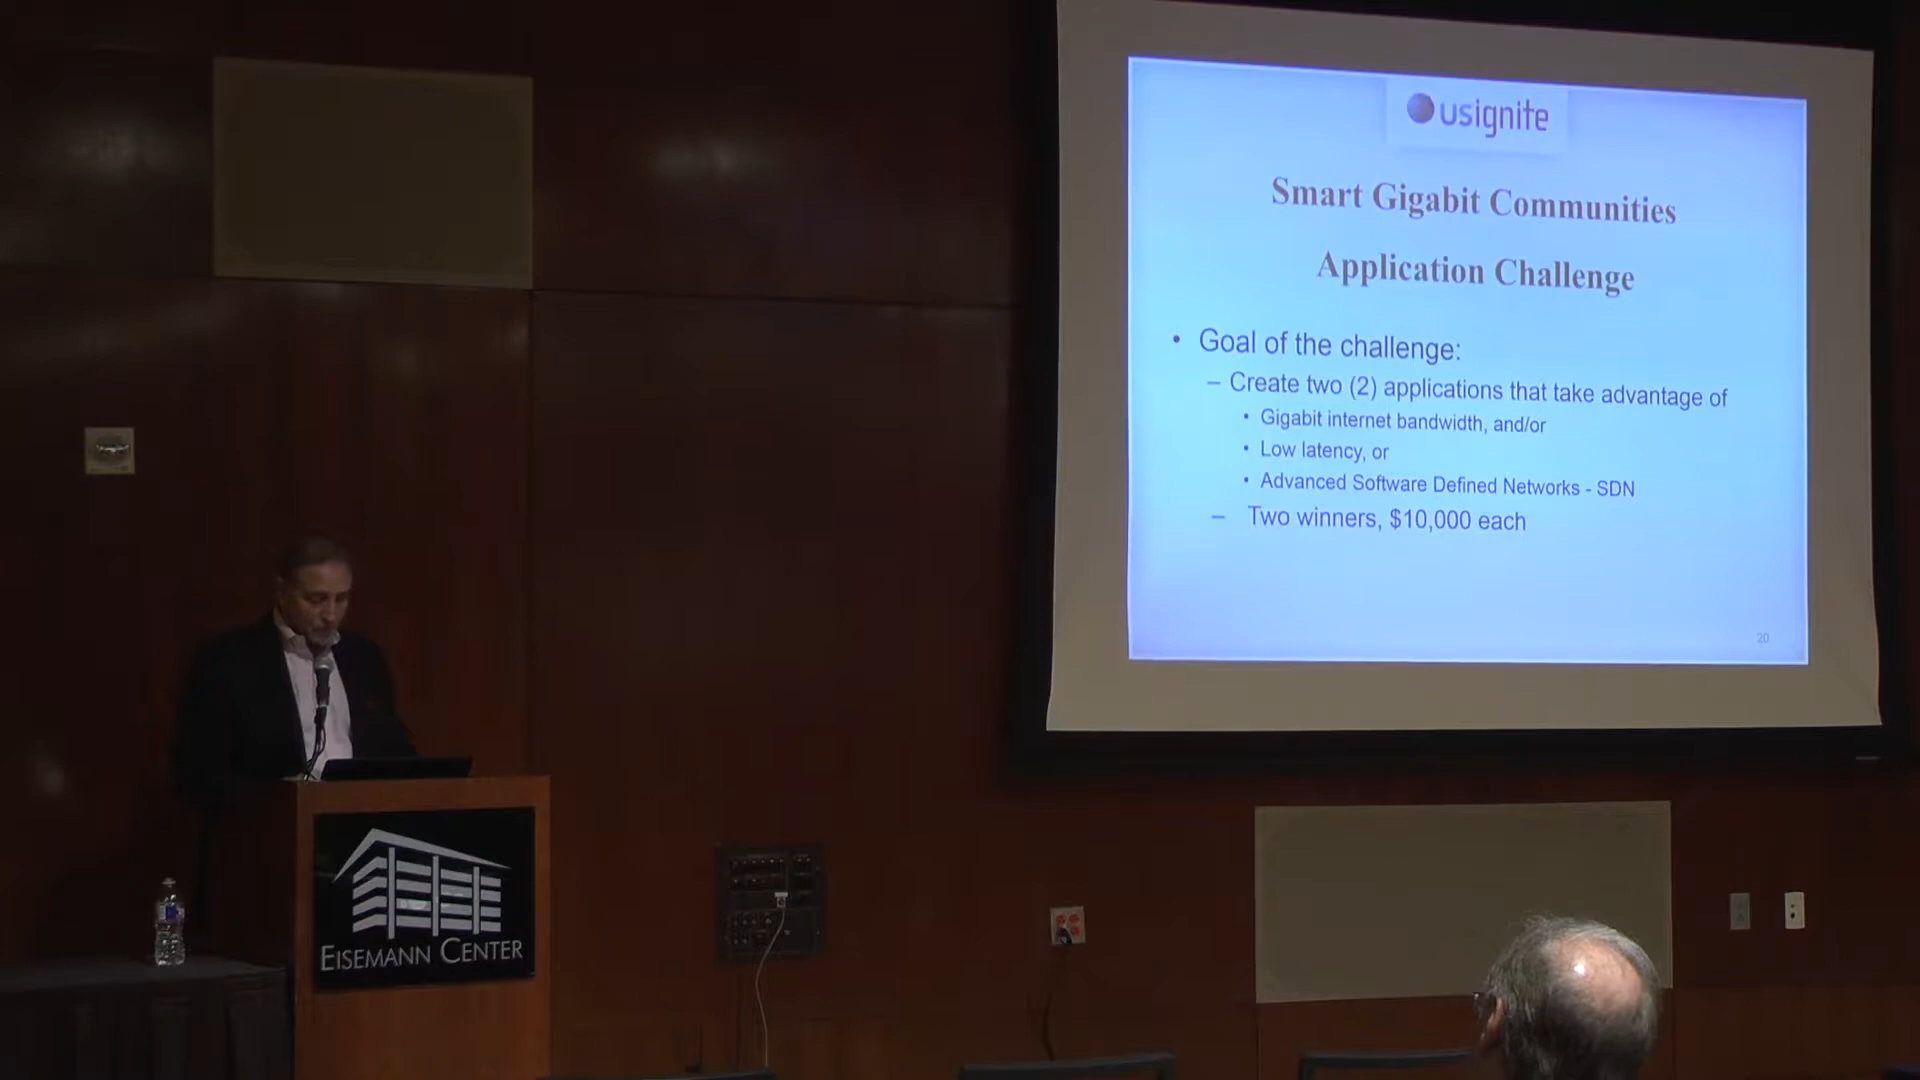 usignite
Smart Gigabit Communities
Application Challenge
• Goal of the challenge:
– Create two (2) applications that take advantage of
• Gigabit internet bandwidth, and/or
• Low latency, or
• Advanced Software Defined Networks - SDN
– Two winners, $10,000 each
20
EISEMANN CENTER